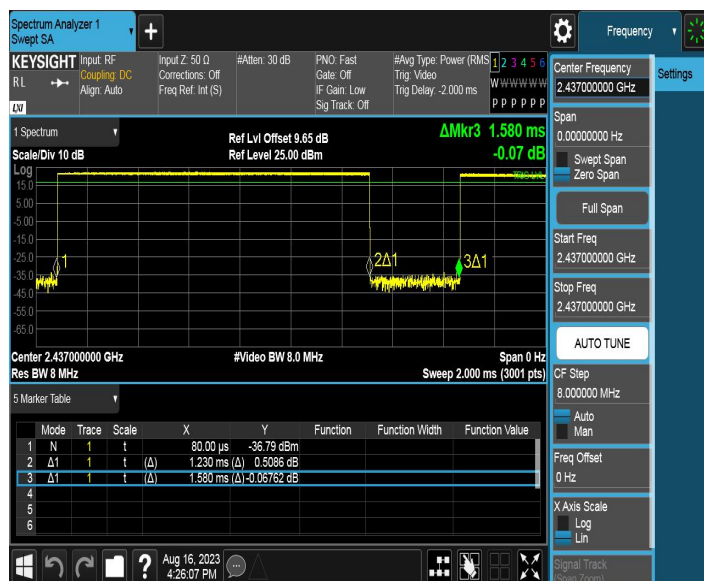 Spectrum Analyzer 1
Swept SA
Frequency
KEYSIGHT Input: RF Input Z: 50 Ω #Atten: 30 dB PNO: Fast #Avg Type: Power (RMS 1 2 3 4 5 6
RL Coupling: DC Corrections: Off Gate: Off Trig: Video W W W W W W
Align: Auto Freq Ref: Int (S) IF Gain: Low Trig Delay: -2.000 ms
LXI Sig Track: Off P P P P P P
1 Spectrum
Scale/Div 10 dB
Ref Lvl Offset 9.65 dB
Ref Level 25.00 dBm
ΔMkr3 1.580 ms
-0.07 dB
Log
15.0
5.00
-5.00
-15.0
-25.0
-35.0
-45.0
-55.0
-65.0
TRIG LVL
1
2Δ1
3Δ1
Center 2.437000000 GHz #Video BW 8.0 MHz Span 0 Hz
Res BW 8 MHz Sweep 2.000 ms (3001 pts)
5 Marker Table
Mode Trace Scale X Y Function Function Width Function Value
1 N 1 t 80.00 µs -36.79 dBm
2 Δ1 1 t (Δ) 1.230 ms (Δ) 0.5086 dB
3 Δ1 1 t (Δ) 1.580 ms (Δ) -0.06762 dB
4
5
6
?
Aug 16, 2023
4:26:07 PM
Center Frequency
2.437000000 GHz
Settings
Span
0.00000000 Hz
Swept Span
Zero Span
Full Span
Start Freq
2.437000000 GHz
Stop Freq
2.437000000 GHz
AUTO TUNE
CF Step
8.000000 MHz
Auto
Man
Freq Offset
0 Hz
X Axis Scale
Log
Lin
Signal Track
(Span Zoom)